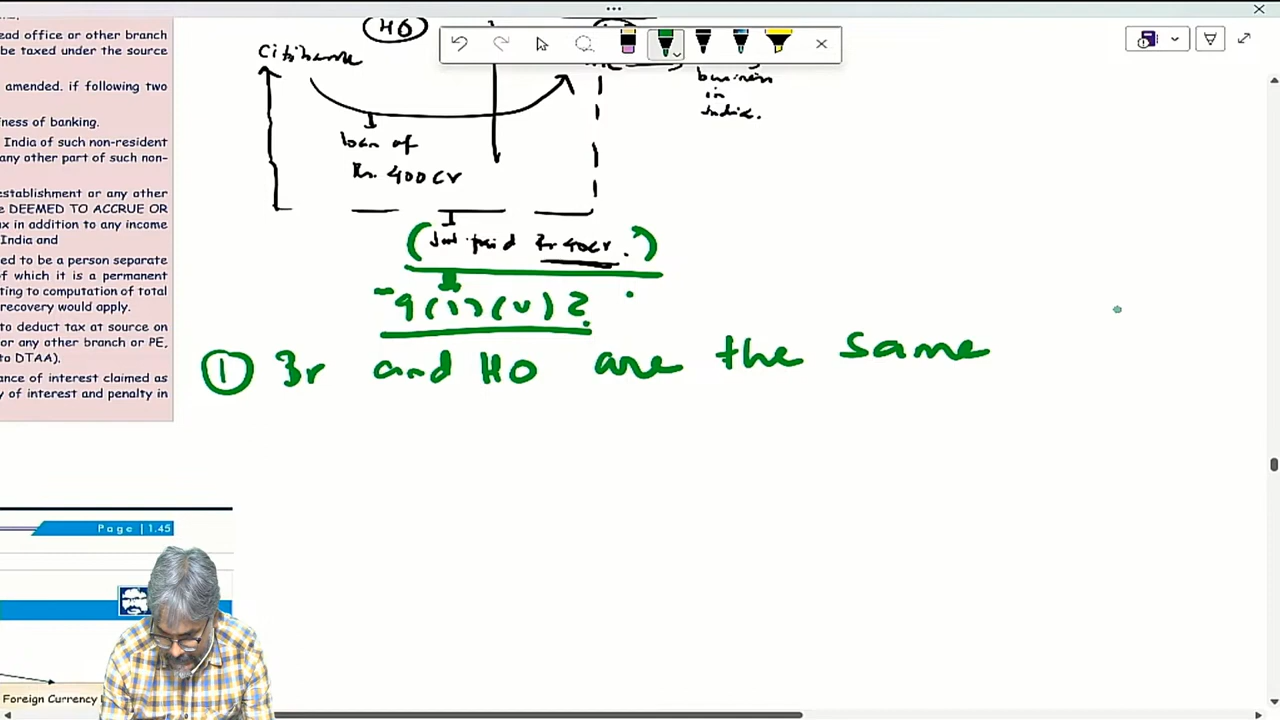 ead office or other branch
be taxed under the source
amended. if following two
iness of banking.
India of such non-resident
any other part of such non-
establishment or any other
e DEEMED TO ACCRUE OR
ax in addition to any income
India and
ed to be a person separate
of which it is a permanent
ting to computation of total
recovery would apply.
to deduct tax at source on
or any other branch or PE,
to DTAA).
ance of interest claimed as
y of interest and penalty in
HO
Citibank
business
in
India.
loan of
Rs. 400 cr
(Int paid Rs 40cr.)
9(1)(v)?
① Br and HO are the same
Page | 1.45
Foreign Currency